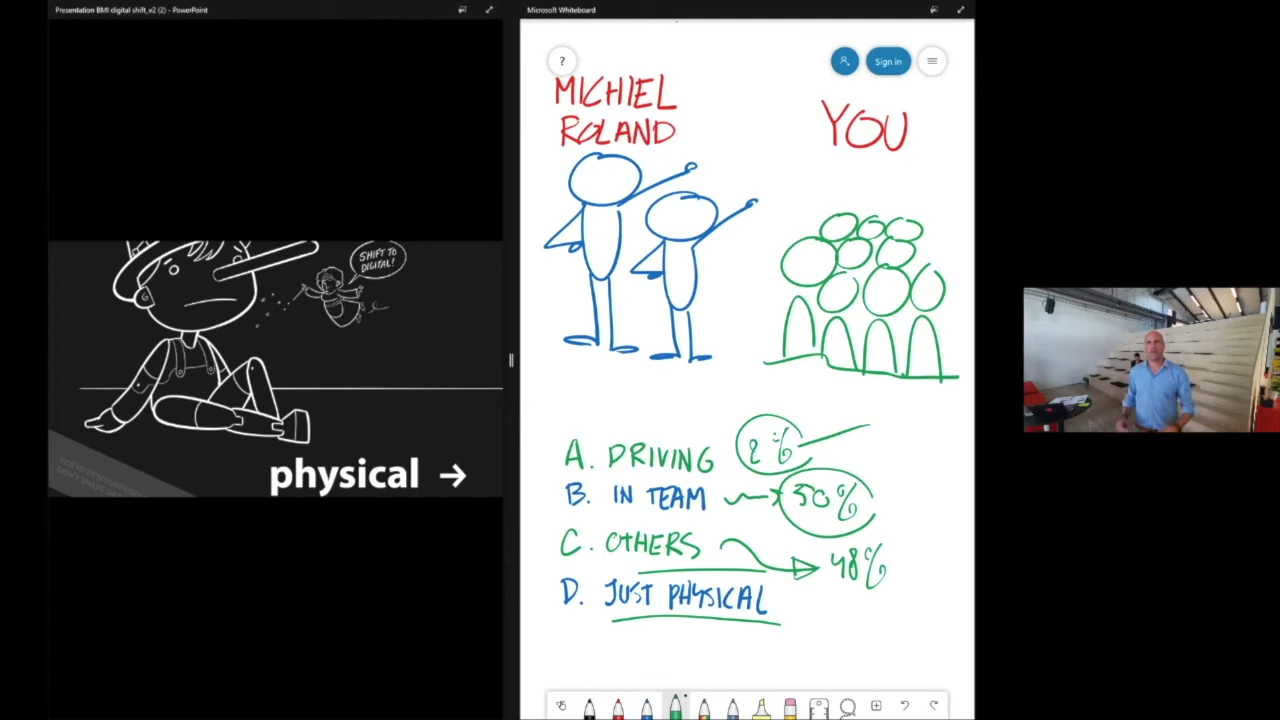 Presentation BMI digital shift_v2 (2) - PowerPoint
SHIFT TO
DIGITAL!
physical →
Microsoft Whiteboard
?
Sign in
MICHIEL
ROLAND
YOU
A. DRIVING 2%
B. IN TEAM 50%
C. OTHERS 48%
D. JUST PHYSICAL